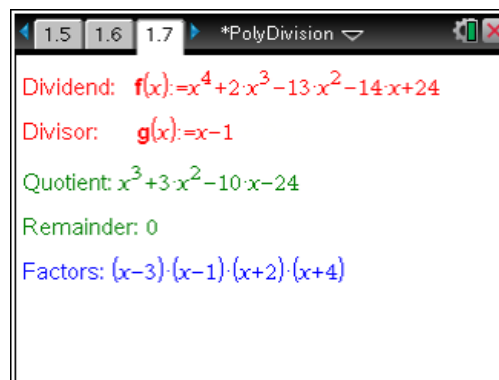 1.5 1.6 1.7 *PolyDivision
Dividend: f(x):=x⁴+2·x³−13·x²−14·x+24
Divisor: g(x):=x−1
Quotient: x³+3·x²−10·x−24
Remainder: 0
Factors: (x−3)·(x−1)·(x+2)·(x+4)